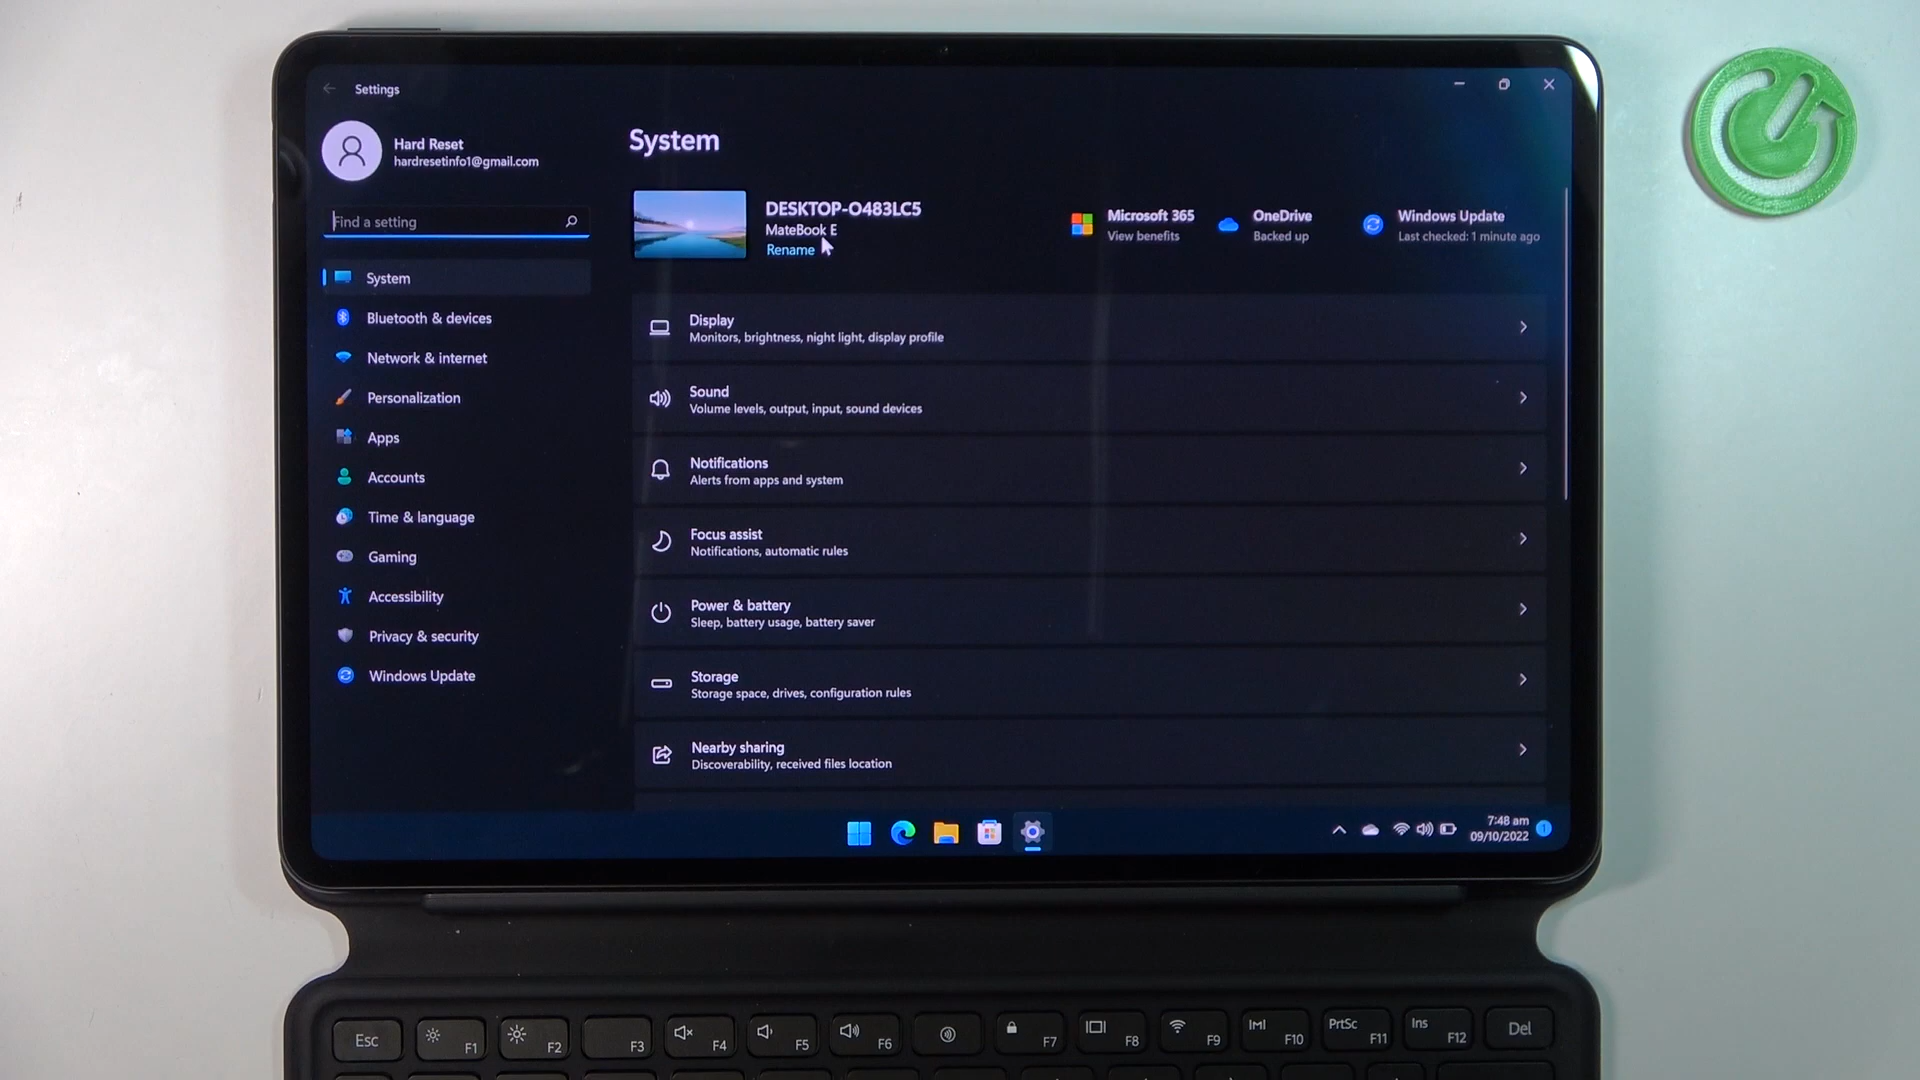 Settings
Hard Reset
hardresetinfo1@gmail.com
Find a setting
System
Bluetooth & devices
Network & internet
Personalization
Apps
Accounts
Time & language
Gaming
Accessibility
Privacy & security
Windows Update
System
DESKTOP-O483LC5
MateBook E
Rename
Microsoft 365
View benefits
OneDrive
Backed up
Windows Update
Last checked: 1 minute ago
Display
Monitors, brightness, night light, display profile
Sound
Volume levels, output, input, sound devices
Notifications
Alerts from apps and system
Focus assist
Notifications, automatic rules
Power & battery
Sleep, battery usage, battery saver
Storage
Storage space, drives, configuration rules
Nearby sharing
Discoverability, received files location
7:48 am
09/10/2022
1
Esc
F1
F2
F3
F4
F5
F6
F7
F8
F9
F10
PrtSc
F11
Ins
F12
Del